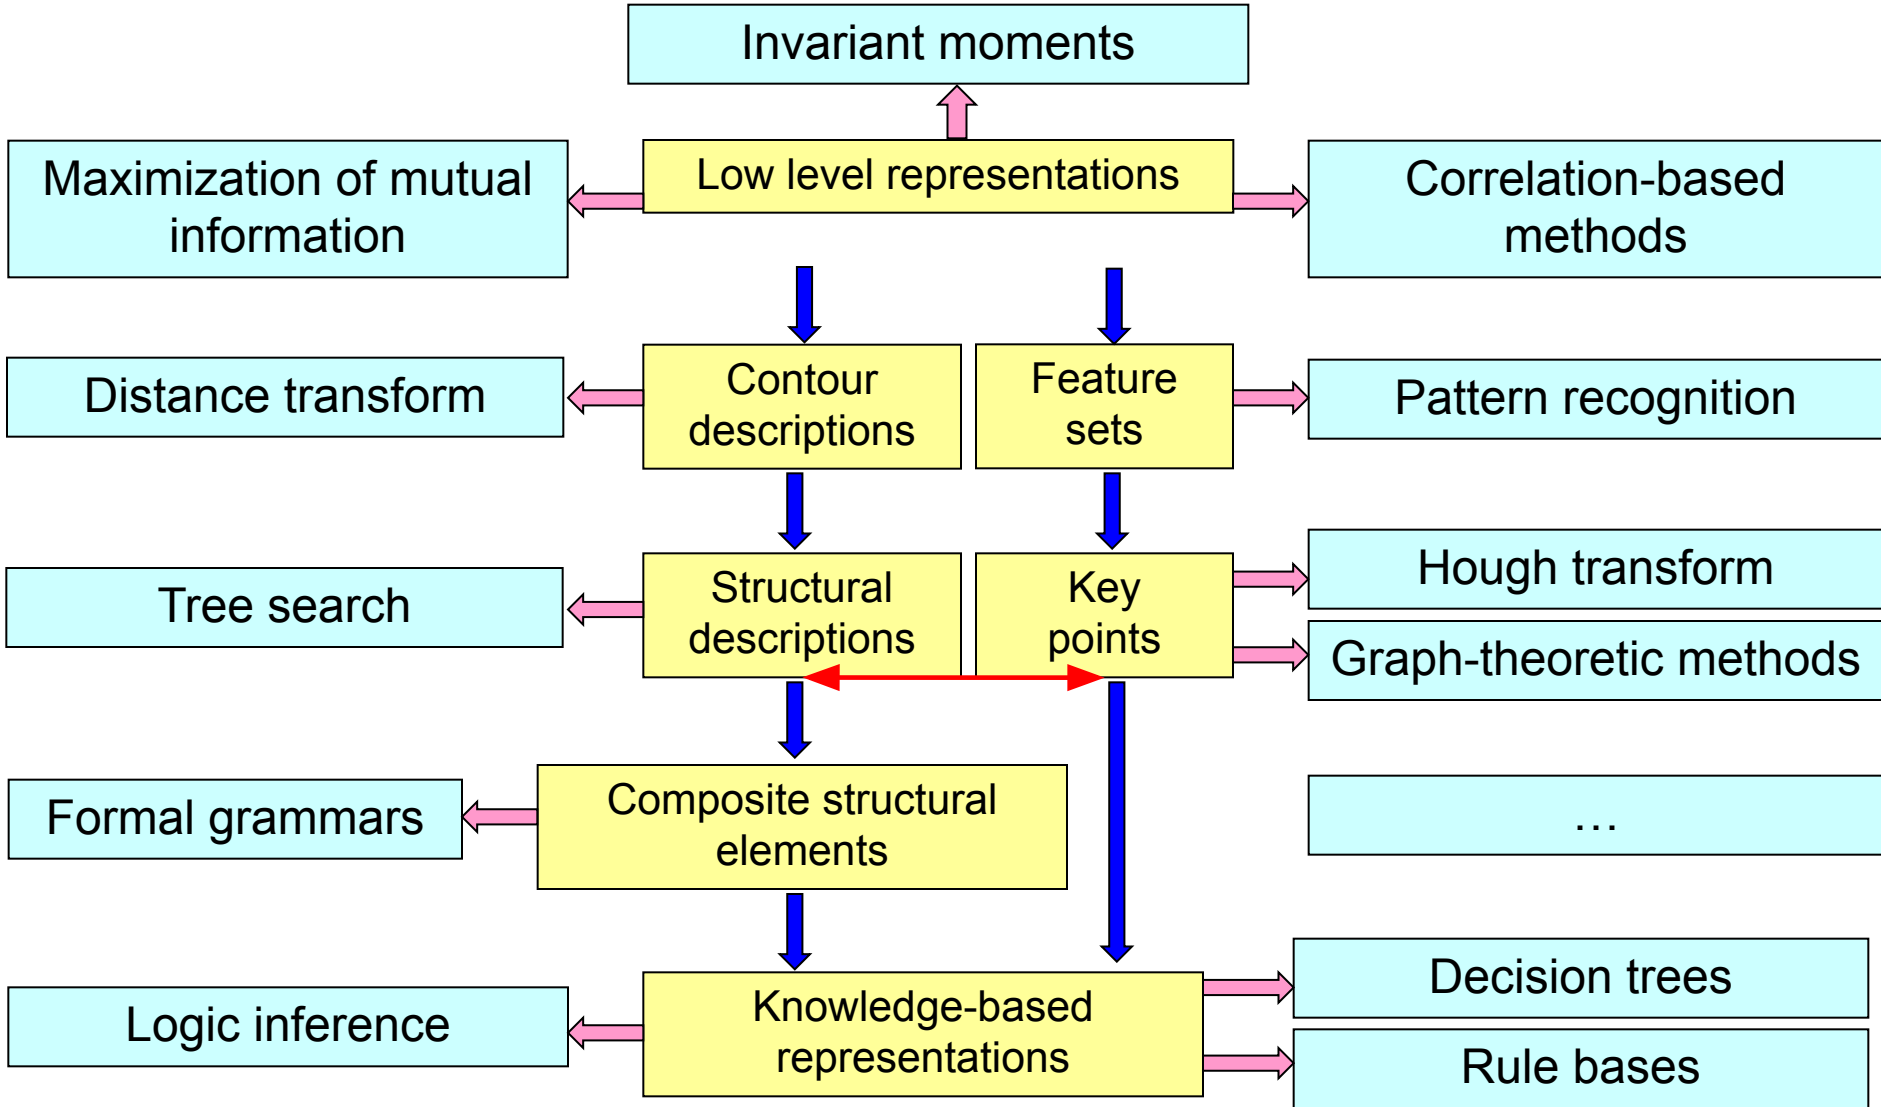 Invariant moments
Maximization of mutual
information
Low level representations
Correlation-based
methods
Distance transform
Contour
descriptions
Feature
sets
Pattern recognition
Tree search
Structural
descriptions
Key
points
Hough transform
Graph-theoretic methods
Formal grammars
Composite structural
elements
…
Logic inference
Knowledge-based
representations
Decision trees
Rule bases